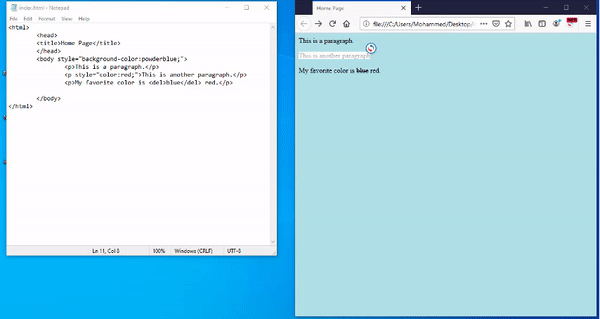 index.html - Notepad
File Edit Format View Help
<html>
<head>
<title>Home Page</title>
</head>
<body style="background-color:powderblue;">
<p>This is a paragraph.</p>
<p style="color:red;">This is another paragraph.</p>
<p>My favorite color is <del>blue</del> red.</p>
</body>
</html>
Ln 11, Col 8 100% Windows (CRLF) UTF-8
Home Page
file:///C:/Users/Mohammed/Desktop/
This is a paragraph.
This is another paragraph.
My favorite color is blue red.